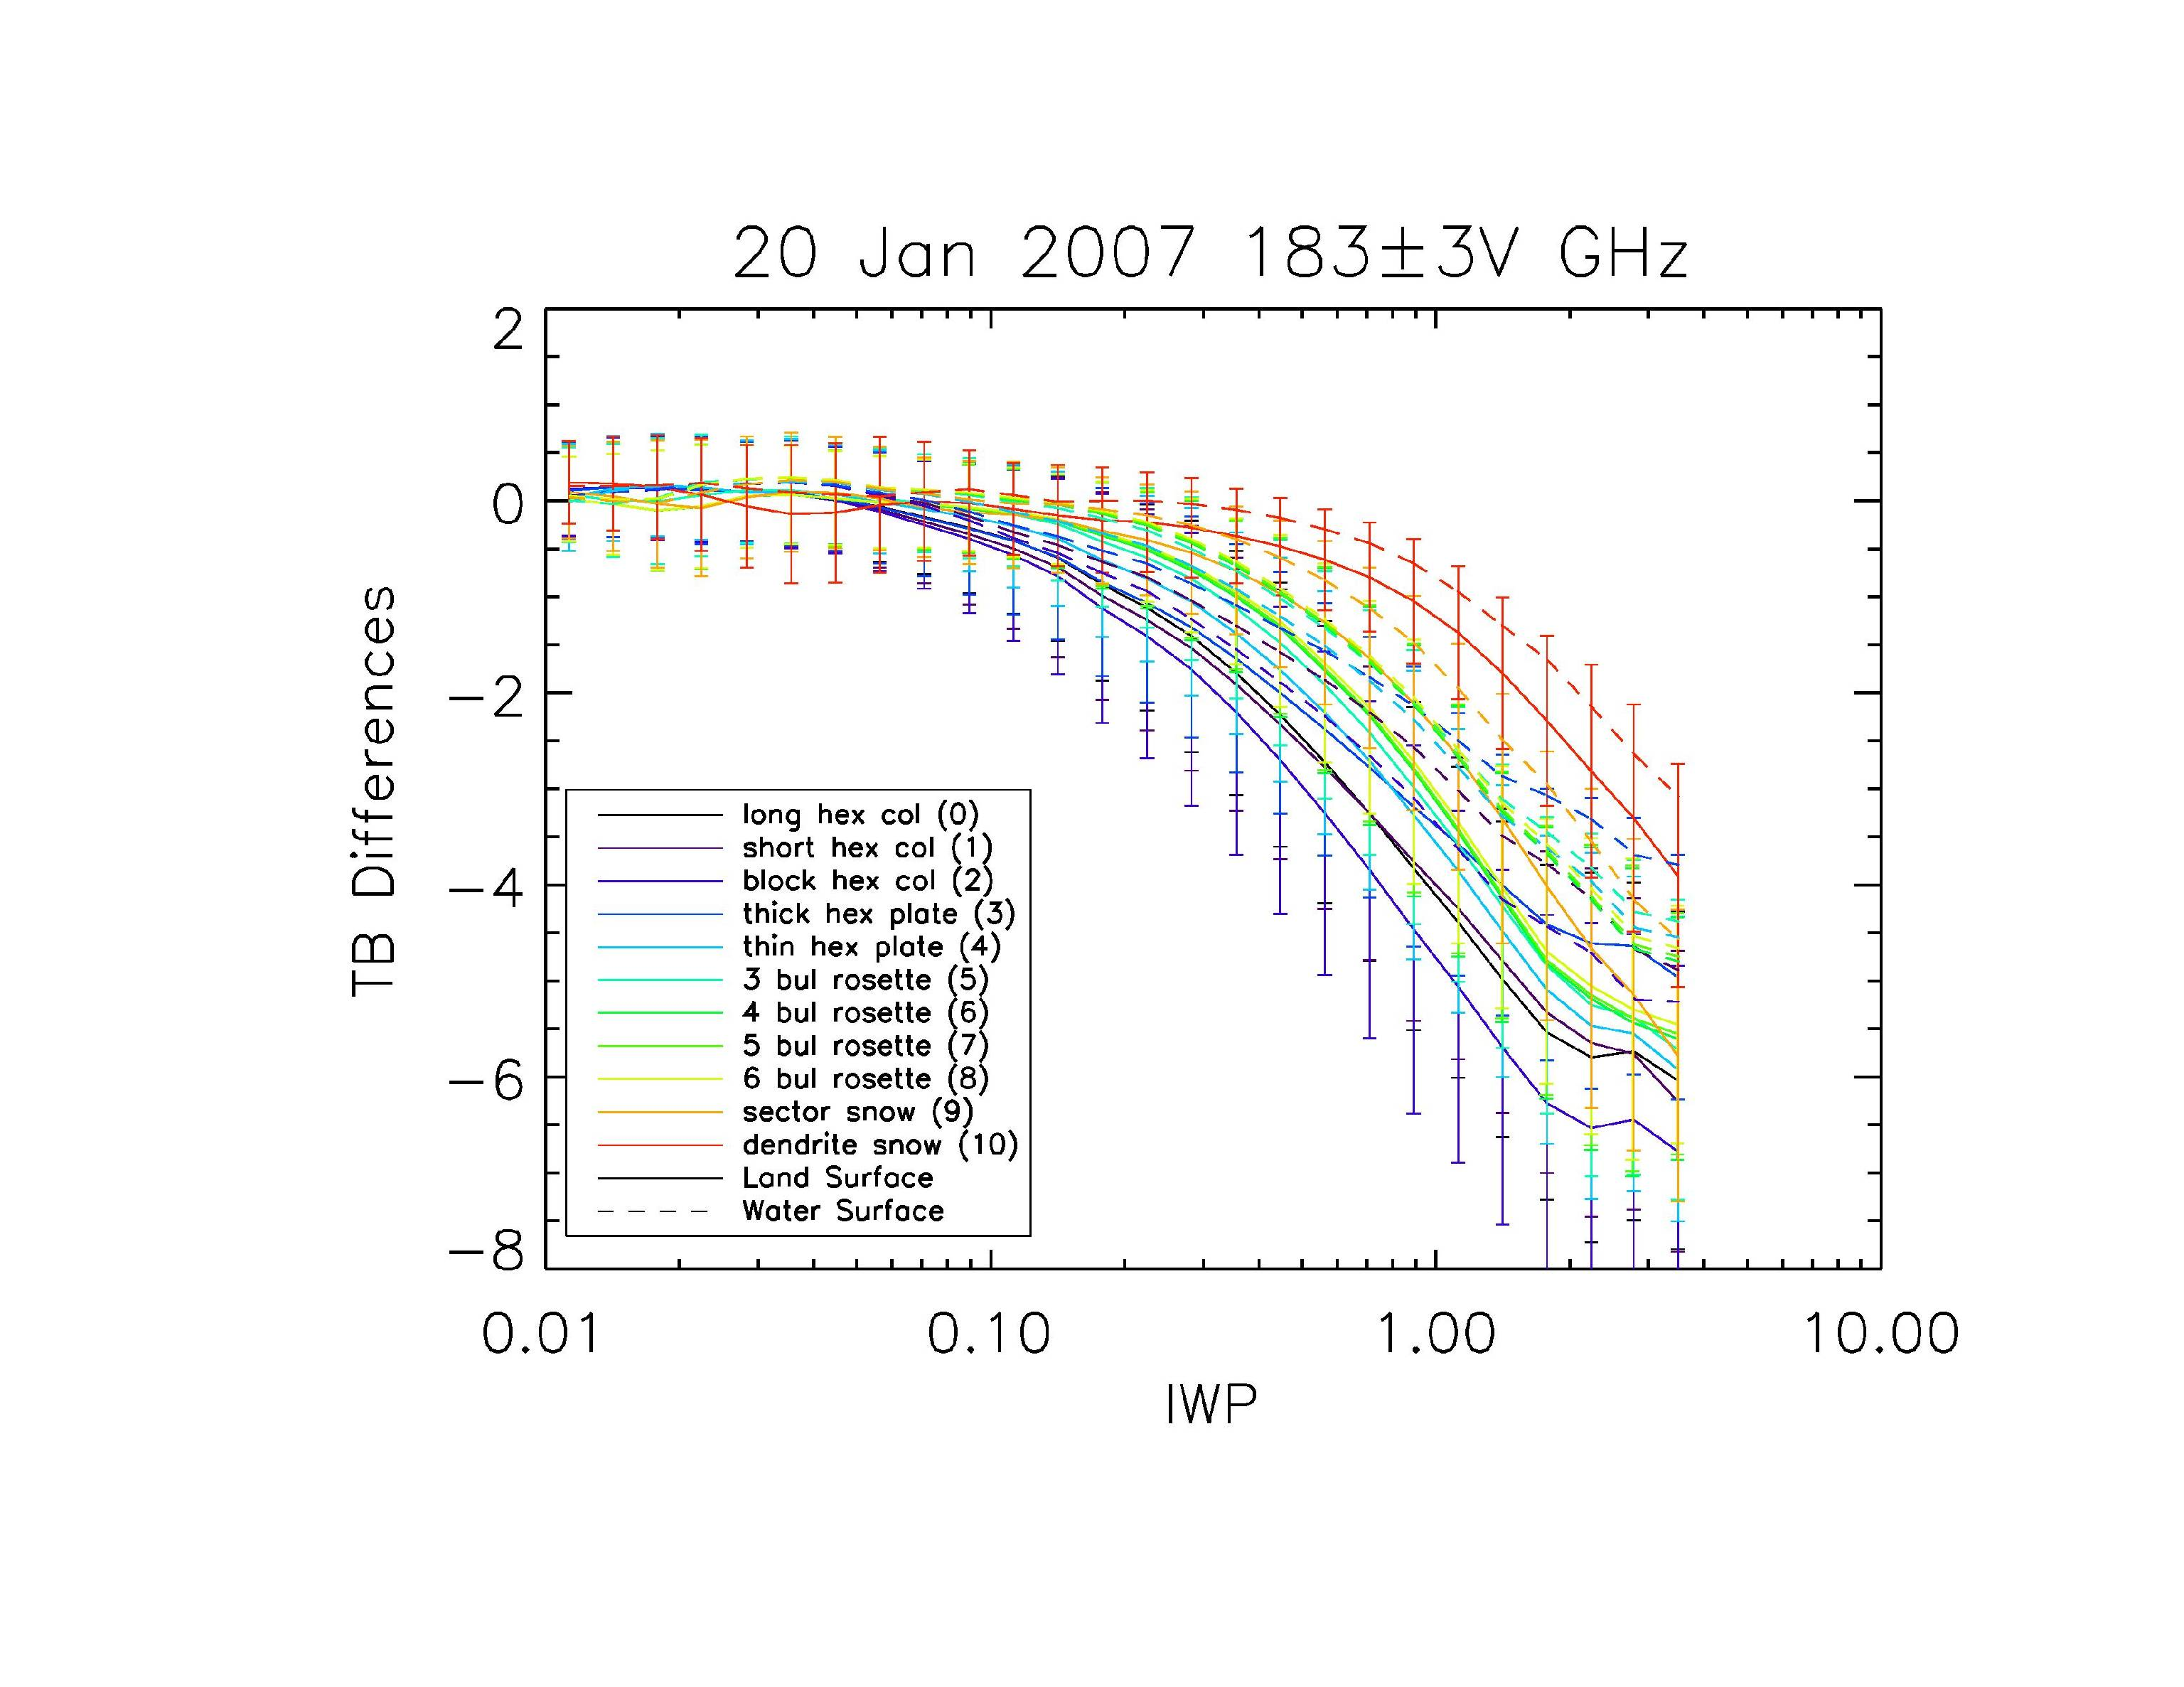 20 Jan 2007 183±3V GHz
2
0
−2
−4
−6
−8
TB Differences
long hex col (0)
short hex col (1)
block hex col (2)
thick hex plate (3)
thin hex plate (4)
3 bul rosette (5)
4 bul rosette (6)
5 bul rosette (7)
6 bul rosette (8)
sector snow (9)
dendrite snow (10)
Land Surface
Water Surface
0.01 0.10 1.00 10.00
IWP